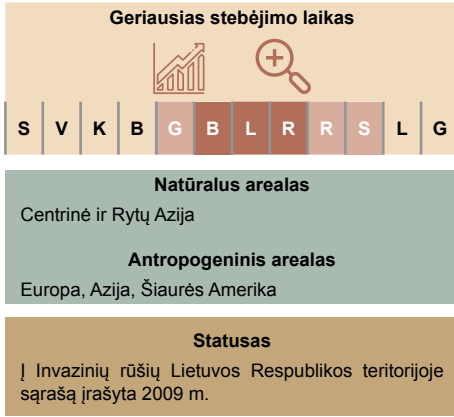 Geriausias stebėjimo laikas
S V K B G B L R R S L G
Natūralus arealas
Centrinė ir Rytų Azija
Antropogeninis arealas
Europa, Azija, Šiaurės Amerika
Statusas
Į Invazinių rūšių Lietuvos Respublikos teritorijoje
sąrašą įrašyta 2009 m.